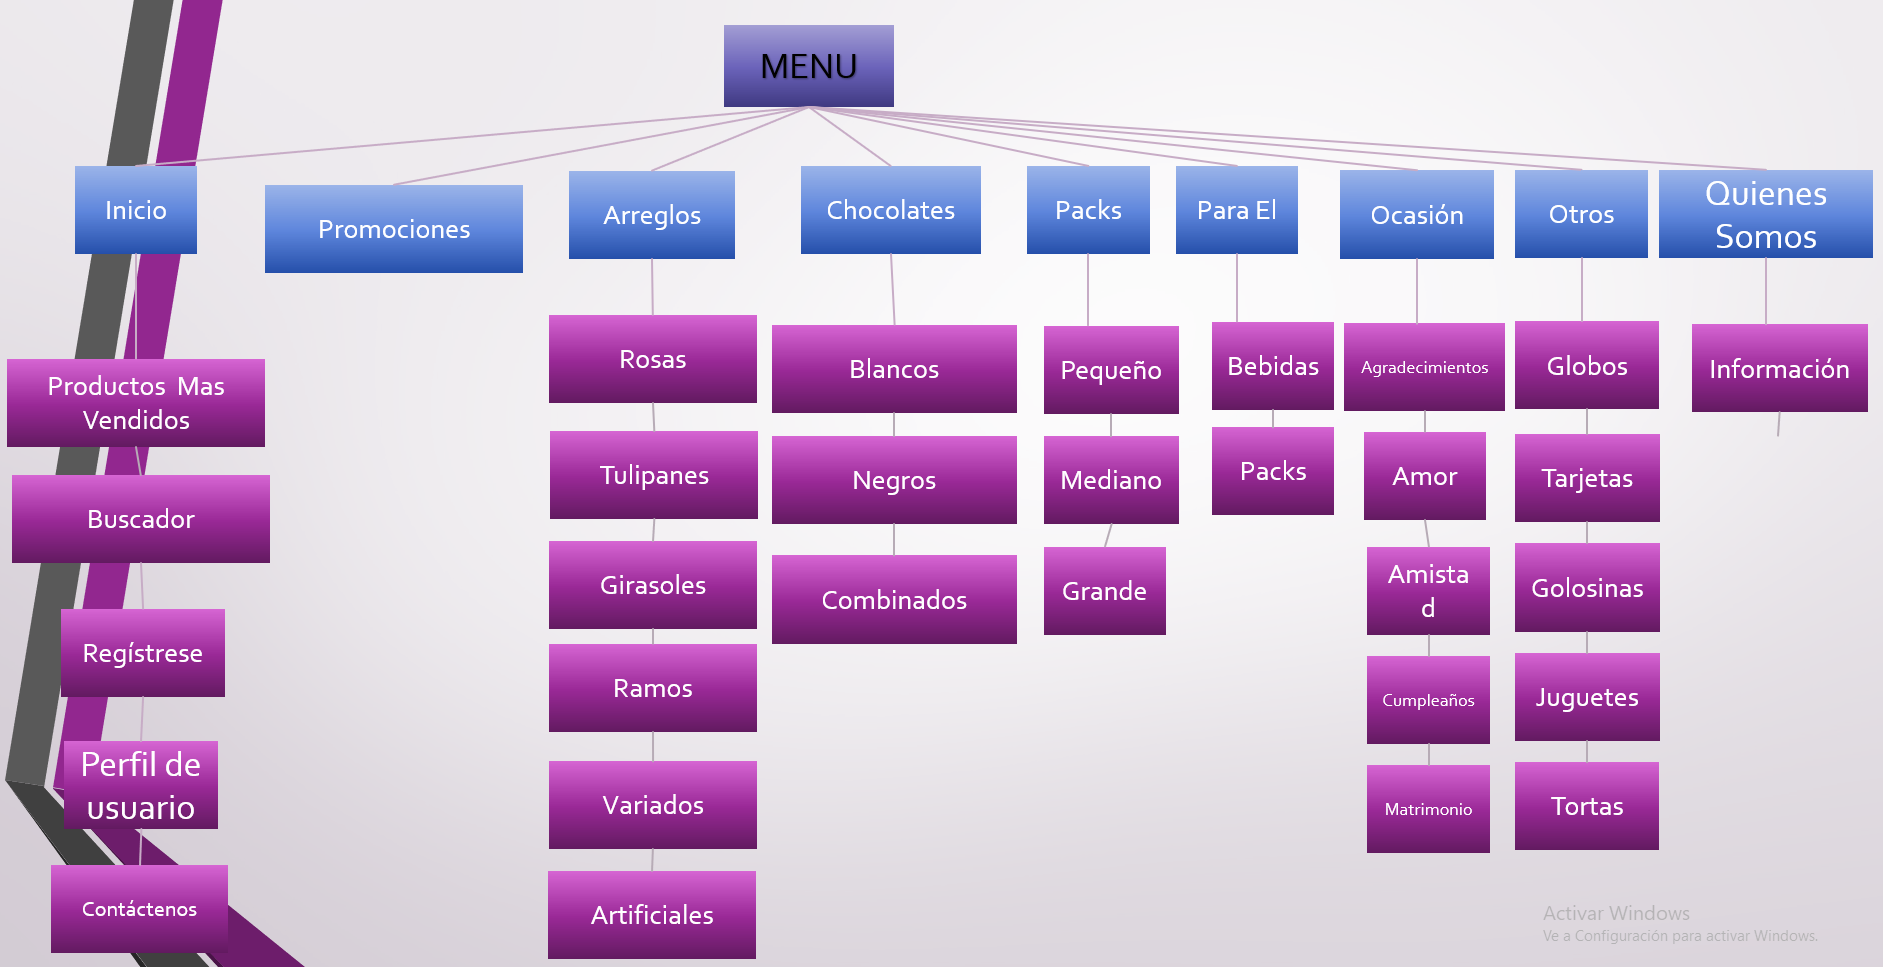 MENU
Inicio
Promociones
Arreglos
Chocolates
Packs
Para El
Ocasión
Otros
Quienes
Somos
Productos Mas
Vendidos
Buscador
Regístrese
Perfil de
usuario
Contáctenos
Rosas
Tulipanes
Girasoles
Ramos
Variados
Artificiales
Blancos
Negros
Combinados
Pequeño
Mediano
Grande
Bebidas
Packs
Agradecimientos
Amor
Amista
d
Cumpleaños
Matrimonio
Globos
Tarjetas
Golosinas
Juguetes
Tortas
Información
Activar Windows
Ve a Configuración para activar Windows.